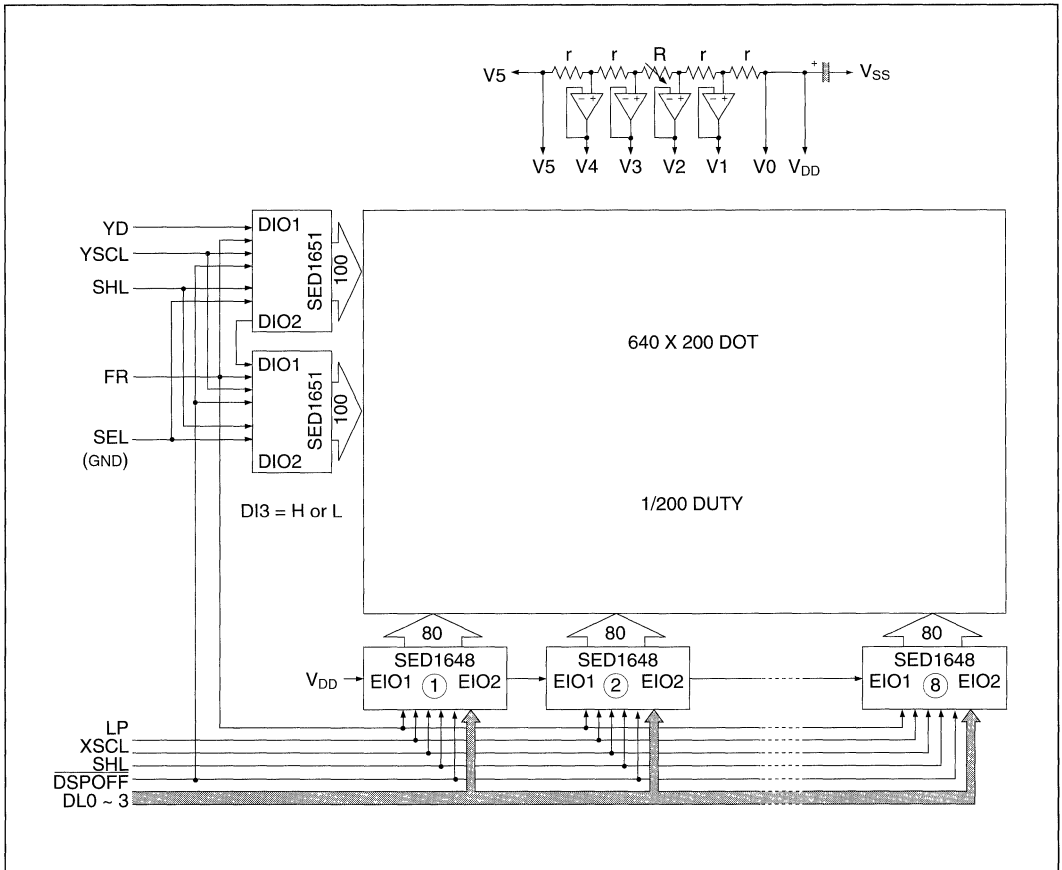 r r R r r
V5 + VSS
- + - + - + - +
V5 V4 V3 V2 V1 V0 VDD
YD
YSCL
SHL
FR
SEL
(GND)
DIO1
SED1651
DIO2
100
DIO1
SED1651
DIO2
100
DI3 = H or L
640 X 200 DOT
1/200 DUTY
80 80 80
SED1648 SED1648 SED1648
VDD EIO1 1 EIO2 EIO1 2 EIO2 EIO1 8 EIO2
LP
XSCL
SHL
DSPOFF
DL0 ~ 3